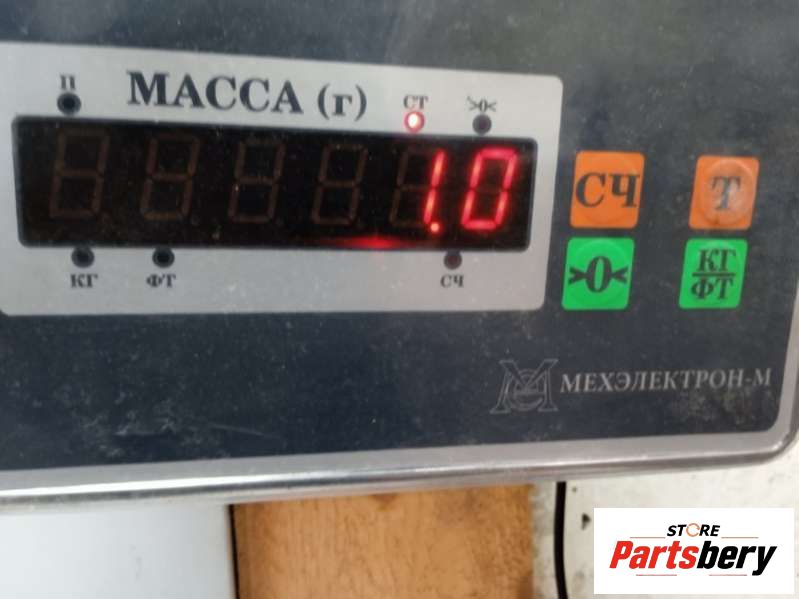 П МАССА (г) СТ >0<
1.0
КГ ФТ СЧ
СЧ Т
>0< КГ/ФТ
МЕХЭЛЕКТРОН-М
STORE
Partsbery